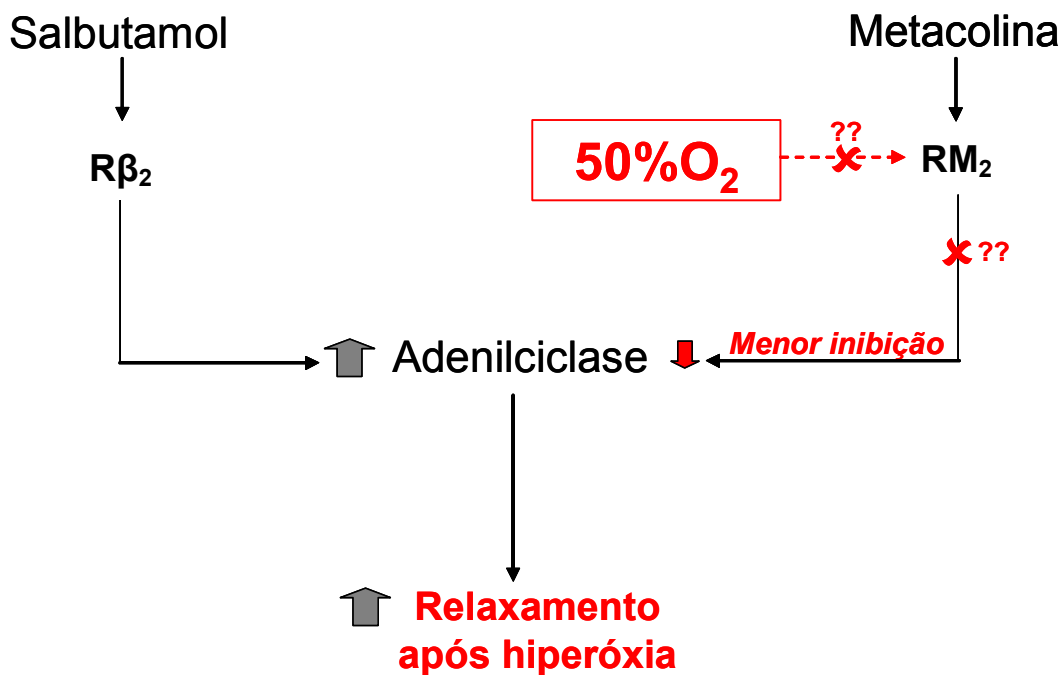 Salbutamol
Metacolina
??
50%O₂
Rβ₂
RM₂
??
Menor inibição
Adenilciclase
Relaxamento
após hiperóxia